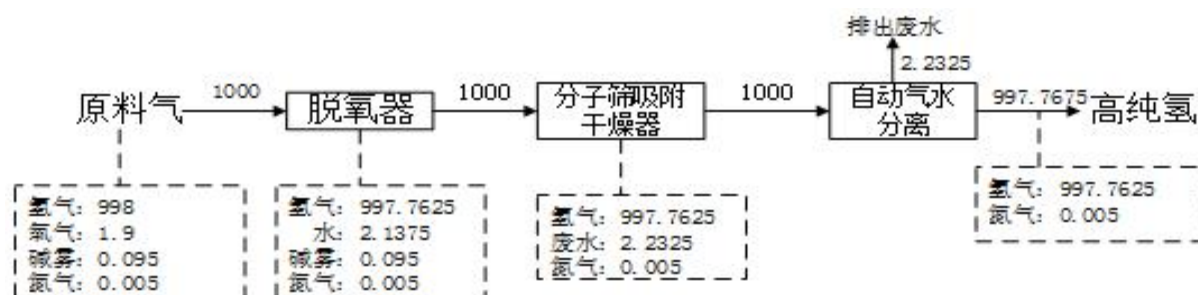 排出废水
2.2325
原料气
1000
脱氧器
1000
分子筛吸附
干燥器
1000
自动气水
分离
997.7675
高纯氢
氢气：998
氧气：1.9
碱雾：0.095
氮气：0.005
氢气：997.7625
水：2.1375
碱雾：0.095
氮气：0.005
氢气：997.7625
废水：2.2325
氮气：0.005
氢气：997.7625
氮气：0.005